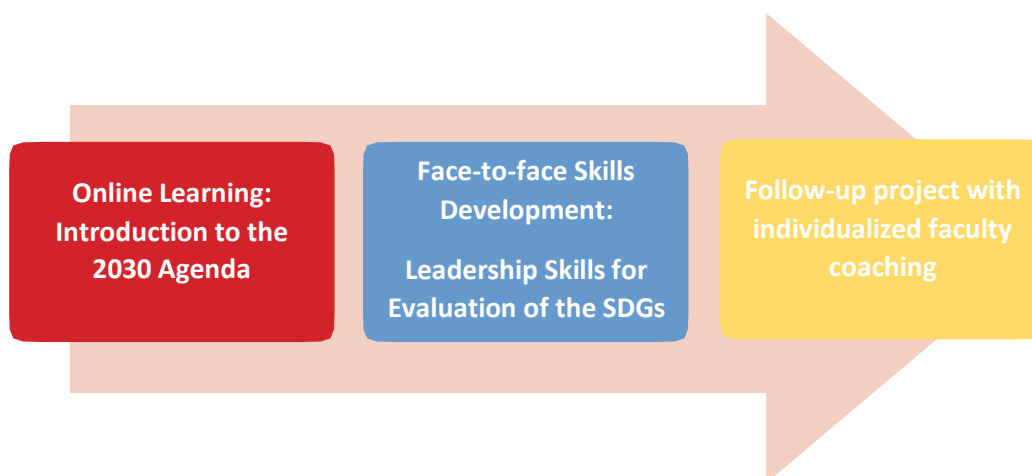 Online Learning:
Introduction to the
2030 Agenda
Face-to-face Skills
Development:
Leadership Skills for
Evaluation of the SDGs
Follow-up project with
individualized faculty
coaching